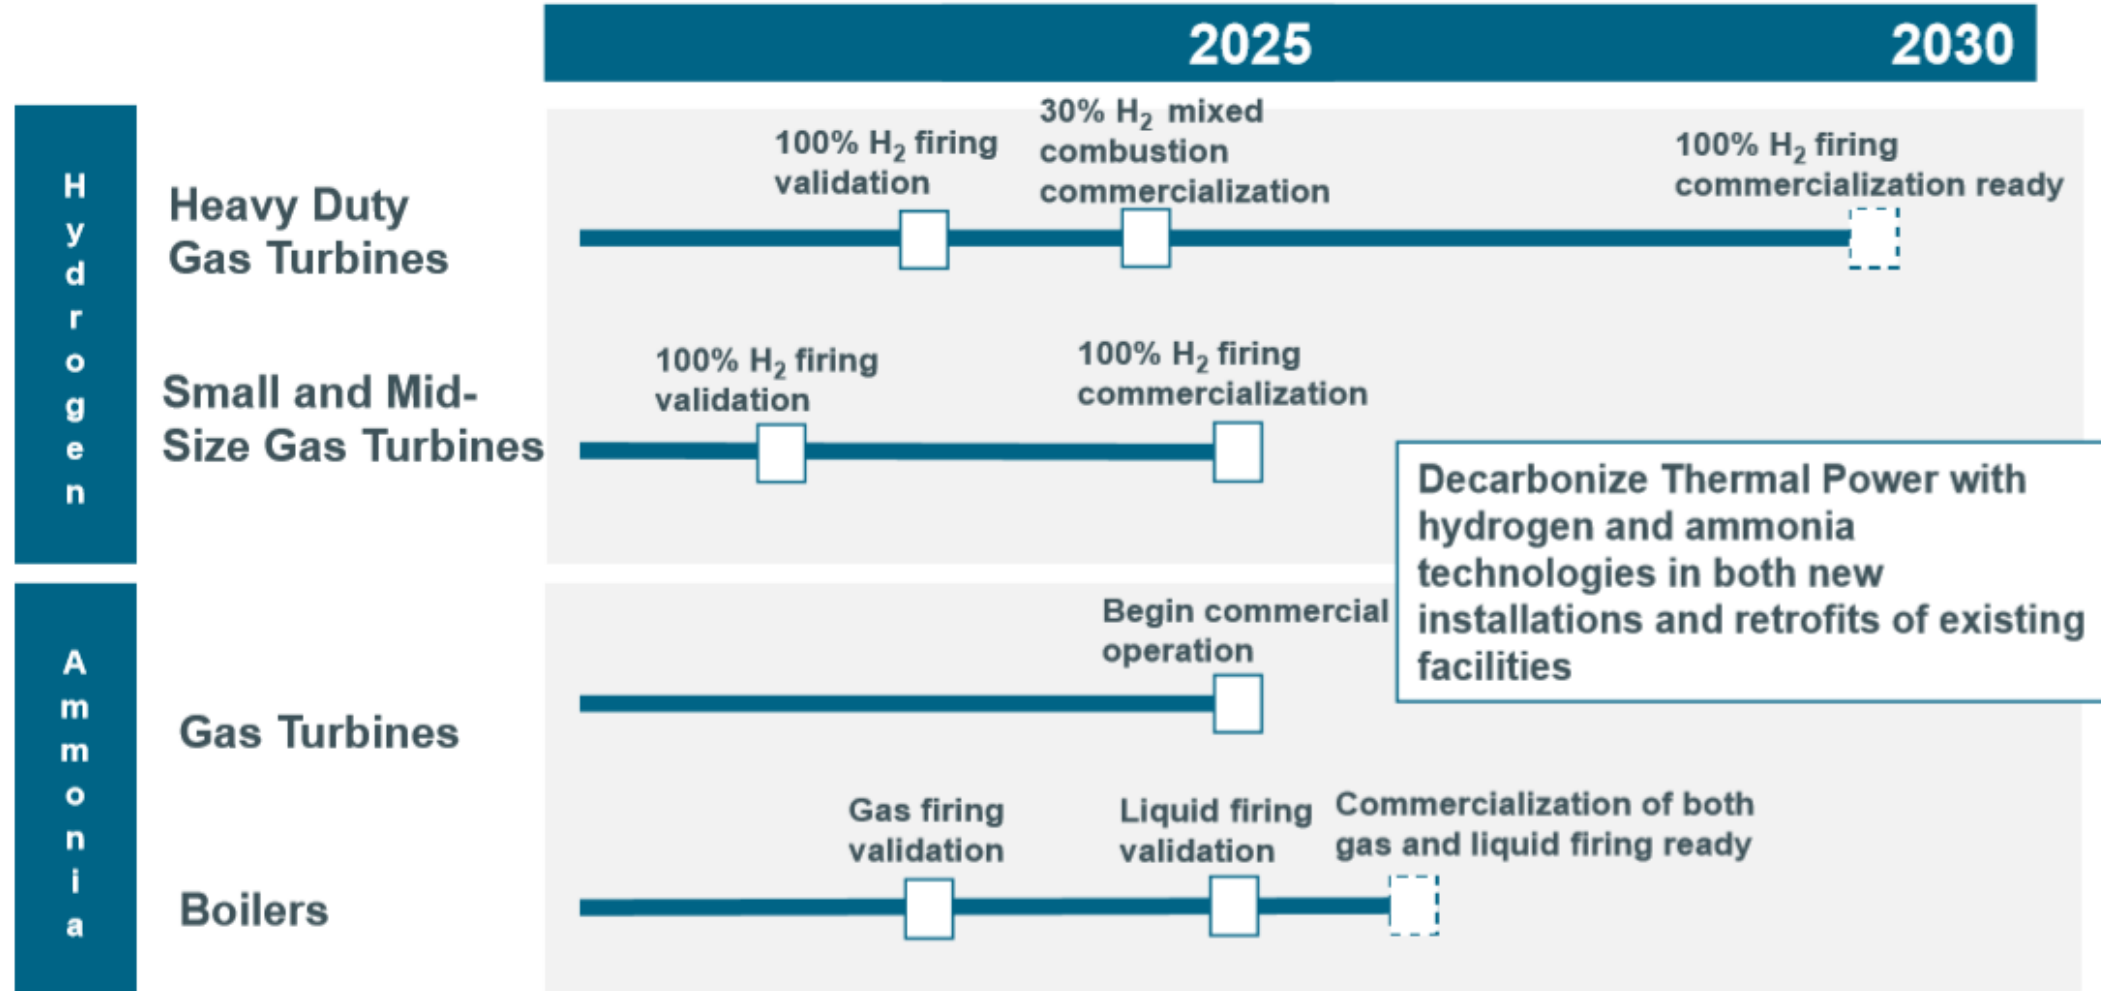 2025 2030
Hydrogen
Heavy Duty
Gas Turbines
100% H₂ firing
validation
30% H₂ mixed
combustion
commercialization
100% H₂ firing
commercialization ready
Small and Mid-
Size Gas Turbines
100% H₂ firing
validation
100% H₂ firing
commercialization
Decarbonize Thermal Power with
hydrogen and ammonia
technologies in both new
installations and retrofits of existing
facilities
Ammonia
Gas Turbines
Begin commercial
operation
Boilers
Gas firing
validation
Liquid firing
validation
Commercialization of both
gas and liquid firing ready